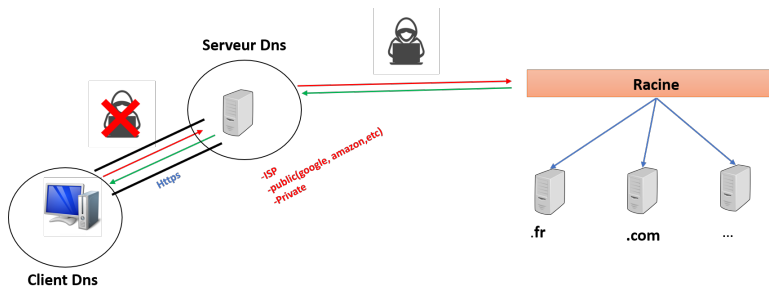 Serveur Dns
Racine
Https
-ISP
-public(google, amazon,etc)
-Private
.fr
.com
...
Client Dns